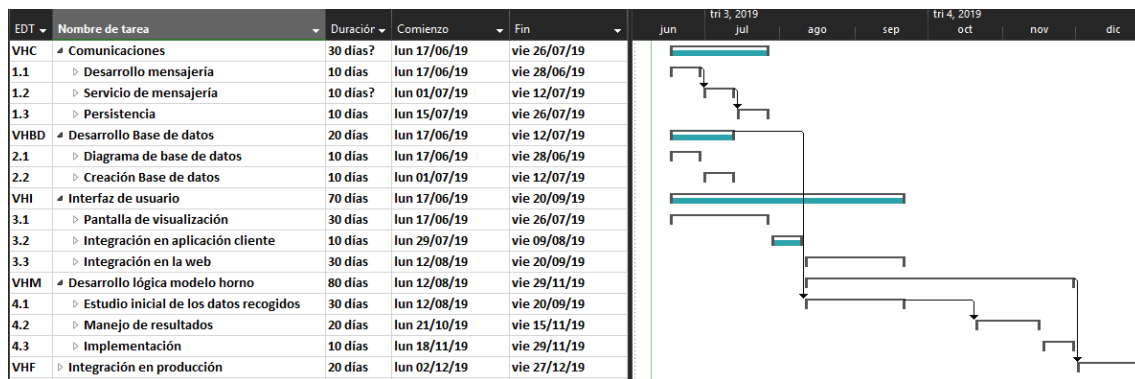 tri 3, 2019 tri 4, 2019
EDT Nombre de tarea Duración Comienzo Fin jun jul ago sep oct nov dic
VHC Comunicaciones 30 días? lun 17/06/19 vie 26/07/19
1.1 Desarrollo mensajería 10 días lun 17/06/19 vie 28/06/19
1.2 Servicio de mensajería 10 días? lun 01/07/19 vie 12/07/19
1.3 Persistencia 10 días lun 15/07/19 vie 26/07/19
VHBD Desarrollo Base de datos 20 días lun 17/06/19 vie 12/07/19
2.1 Diagrama de base de datos 10 días lun 17/06/19 vie 28/06/19
2.2 Creación Base de datos 10 días lun 01/07/19 vie 12/07/19
VHI Interfaz de usuario 70 días lun 17/06/19 vie 20/09/19
3.1 Pantalla de visualización 30 días lun 17/06/19 vie 26/07/19
3.2 Integración en aplicación cliente 10 días lun 29/07/19 vie 09/08/19
3.3 Integración en la web 30 días lun 12/08/19 vie 20/09/19
VHM Desarrollo lógica modelo horno 80 días lun 12/08/19 vie 29/11/19
4.1 Estudio inicial de los datos recogidos 30 días lun 12/08/19 vie 20/09/19
4.2 Manejo de resultados 20 días lun 21/10/19 vie 15/11/19
4.3 Implementación 10 días lun 18/11/19 vie 29/11/19
VHF Integración en producción 20 días lun 02/12/19 vie 27/12/19